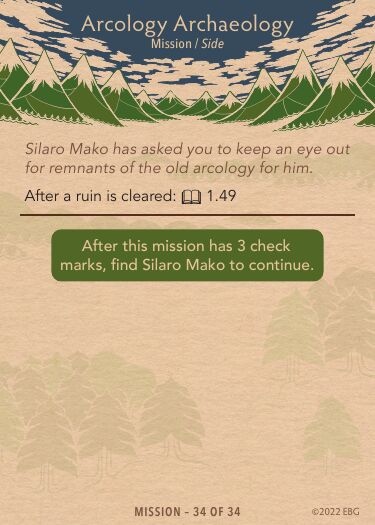 Arcology Archaeology
Mission / Side
Silaro Mako has asked you to keep an eye out
for remnants of the old arcology for him.
After a ruin is cleared: 1.49
After this mission has 3 check
marks, find Silaro Mako to continue.
MISSION – 34 OF 34
©2022 EBG